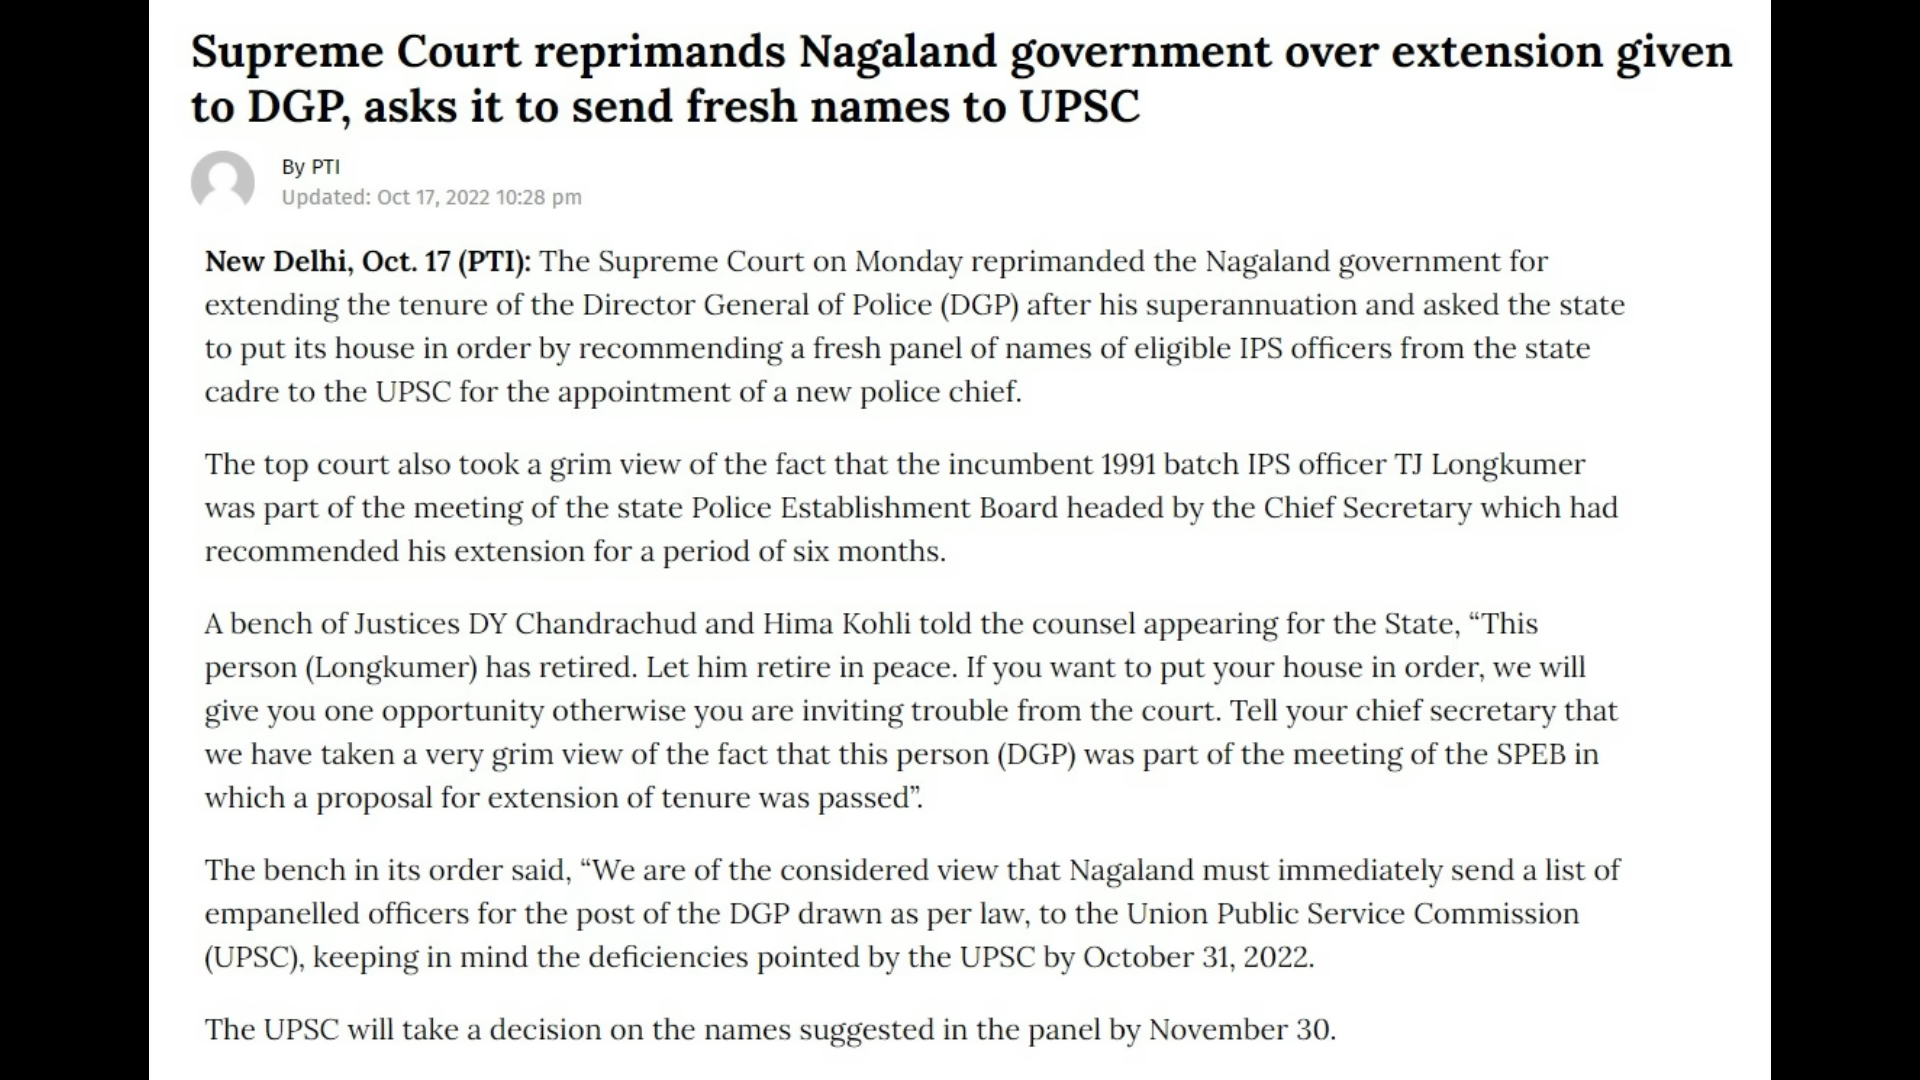 Supreme Court reprimands Nagaland government over extension given
to DGP, asks it to send fresh names to UPSC
By PTI
Updated: Oct 17, 2022 10:28 pm
New Delhi, Oct. 17 (PTI): The Supreme Court on Monday reprimanded the Nagaland government for
extending the tenure of the Director General of Police (DGP) after his superannuation and asked the state
to put its house in order by recommending a fresh panel of names of eligible IPS officers from the state
cadre to the UPSC for the appointment of a new police chief.
The top court also took a grim view of the fact that the incumbent 1991 batch IPS officer TJ Longkumer
was part of the meeting of the state Police Establishment Board headed by the Chief Secretary which had
recommended his extension for a period of six months.
A bench of Justices DY Chandrachud and Hima Kohli told the counsel appearing for the State, “This
person (Longkumer) has retired. Let him retire in peace. If you want to put your house in order, we will
give you one opportunity otherwise you are inviting trouble from the court. Tell your chief secretary that
we have taken a very grim view of the fact that this person (DGP) was part of the meeting of the SPEB in
which a proposal for extension of tenure was passed”.
The bench in its order said, “We are of the considered view that Nagaland must immediately send a list of
empanelled officers for the post of the DGP drawn as per law, to the Union Public Service Commission
(UPSC), keeping in mind the deficiencies pointed by the UPSC by October 31, 2022.
The UPSC will take a decision on the names suggested in the panel by November 30.